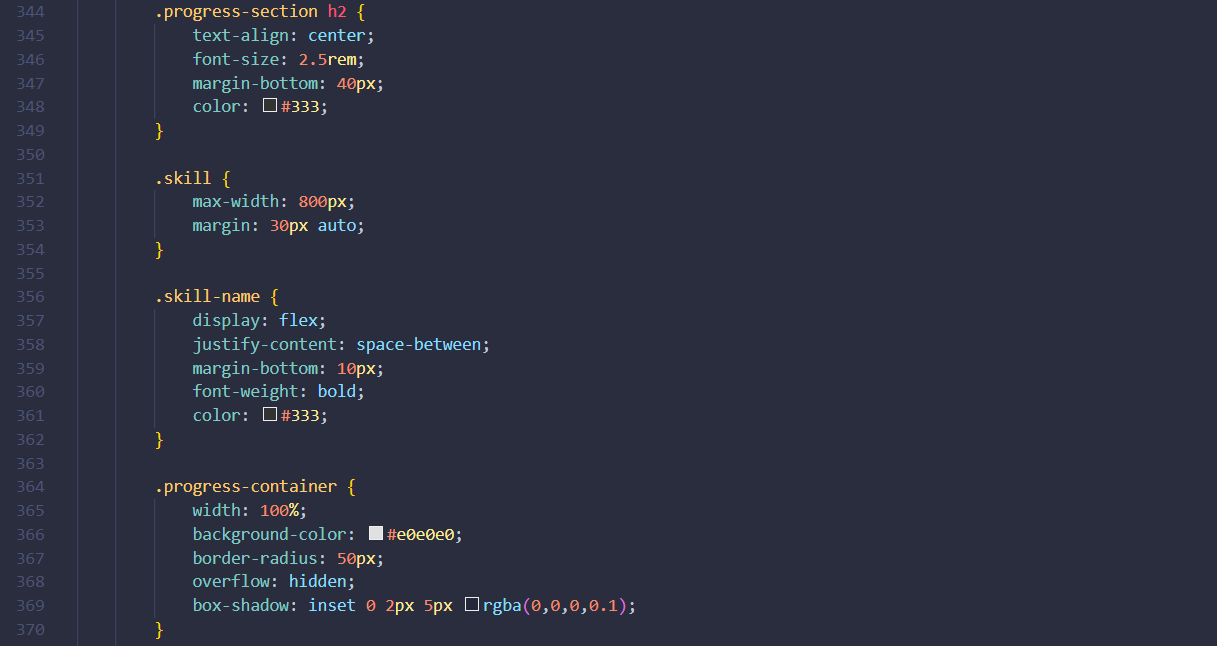 344 .progress-section h2 {
345 text-align: center;
346 font-size: 2.5rem;
347 margin-bottom: 40px;
348 color: #333;
349 }
350
351 .skill {
352 max-width: 800px;
353 margin: 30px auto;
354 }
355
356 .skill-name {
357 display: flex;
358 justify-content: space-between;
359 margin-bottom: 10px;
360 font-weight: bold;
361 color: #333;
362 }
363
364 .progress-container {
365 width: 100%;
366 background-color: #e0e0e0;
367 border-radius: 50px;
368 overflow: hidden;
369 box-shadow: inset 0 2px 5px rgba(0,0,0,0.1);
370 }